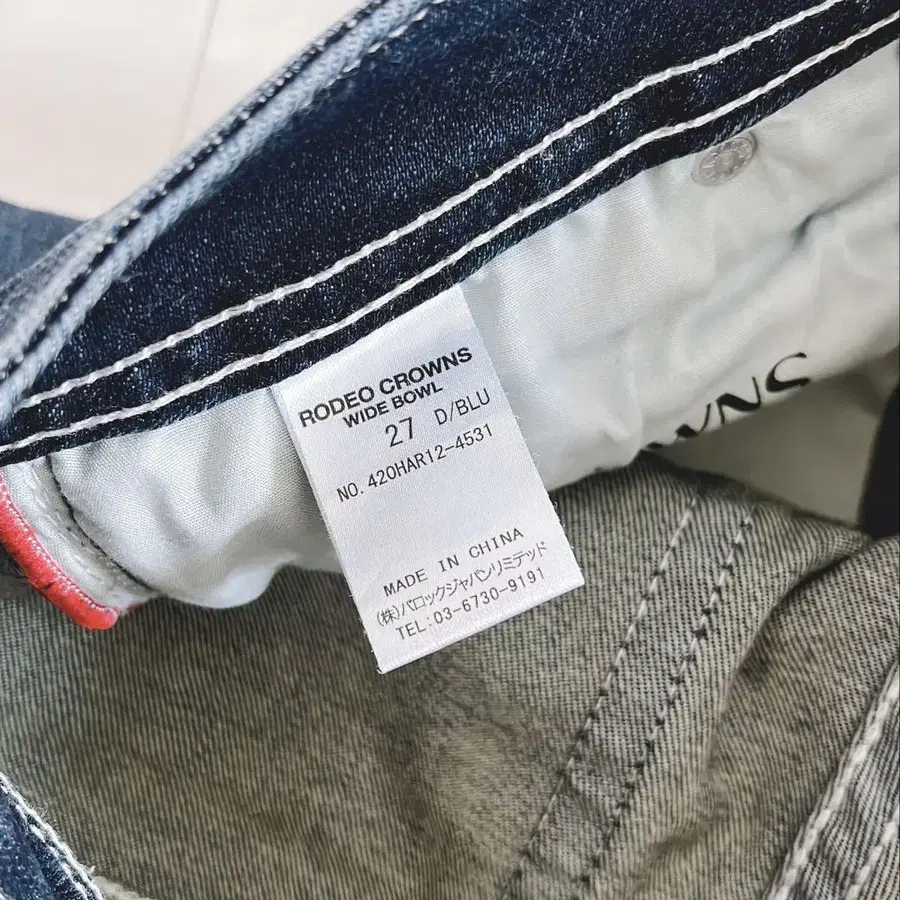 RODEO CROWNS
WIDE BOWL
27 D/BLU
NO. 420HAR12-4531
MADE IN CHINA
(株)バロックジャパンリミテッド
TEL:03-6730-9191
WNS